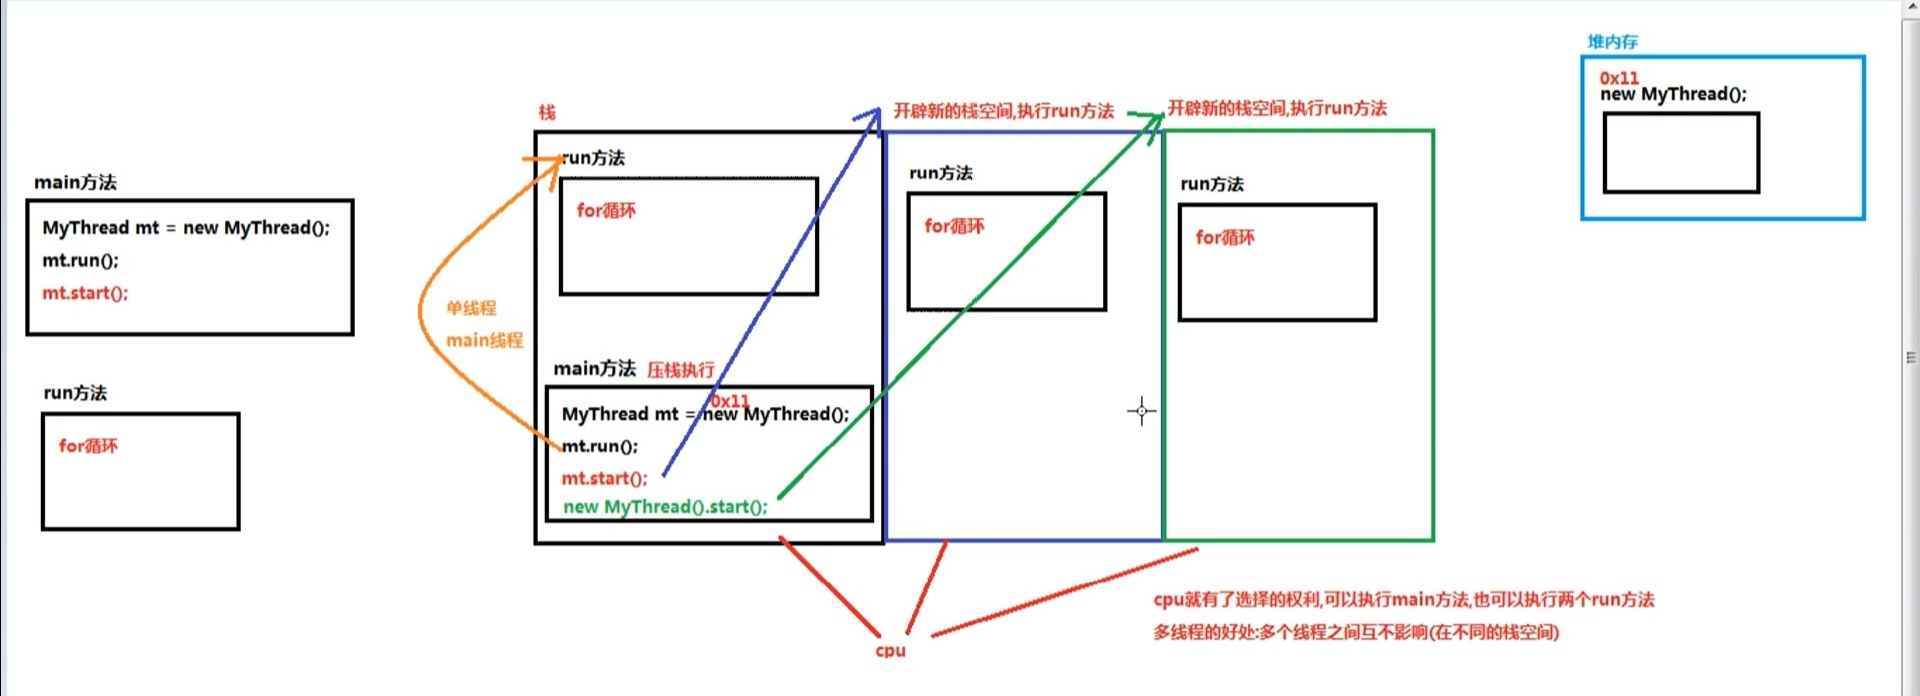 堆内存
0x11
new MyThread();
栈
开辟新的栈空间,执行run方法
开辟新的栈空间,执行run方法
run方法
for循环
run方法
for循环
run方法
for循环
main方法
MyThread mt = new MyThread();
mt.run();
mt.start();
单线程
main线程
main方法 压栈执行
0x11
MyThread mt = new MyThread();
mt.run();
mt.start();
new MyThread().start();
run方法
for循环
cpu
cpu就有了选择的权利,可以执行main方法,也可以执行两个run方法
多线程的好处:多个线程之间互不影响(在不同的栈空间)